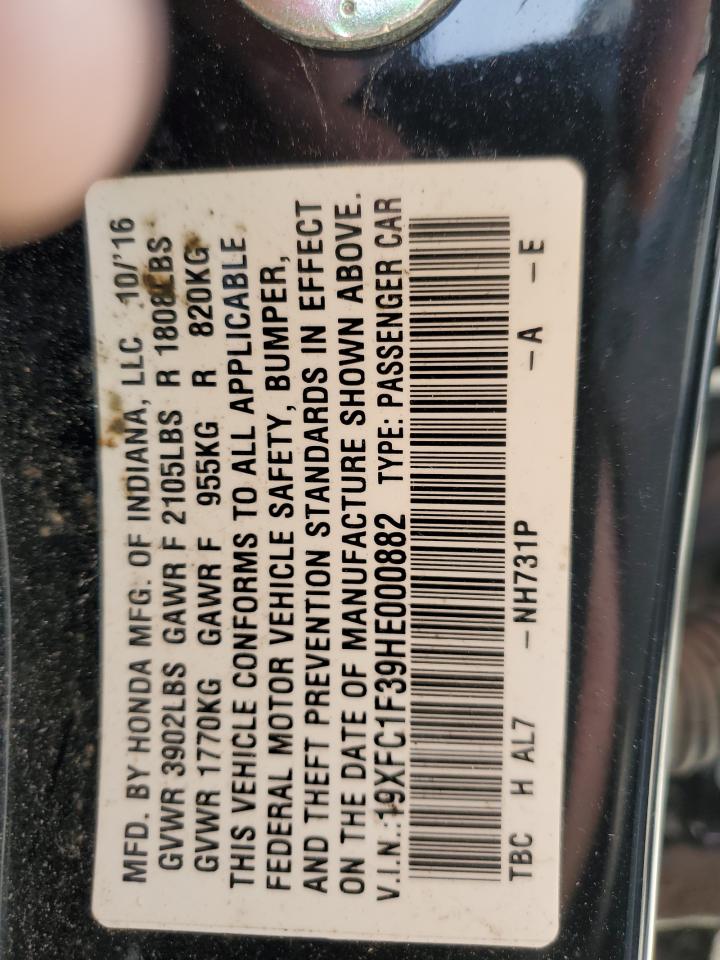 MFD. BY HONDA MFG. OF INDIANA, LLC 10/'16
GVWR 3902LBS GAWR F 2105LBS R 1808LBS
GVWR 1770KG GAWR F 955KG R 820KG
THIS VEHICLE CONFORMS TO ALL APPLICABLE
FEDERAL MOTOR VEHICLE SAFETY, BUMPER,
AND THEFT PREVENTION STANDARDS IN EFFECT
ON THE DATE OF MANUFACTURE SHOWN ABOVE.
V.I.N.:19XFC1F39HE000882 TYPE: PASSENGER CAR
TBC H AL7 -NH731P -A -E